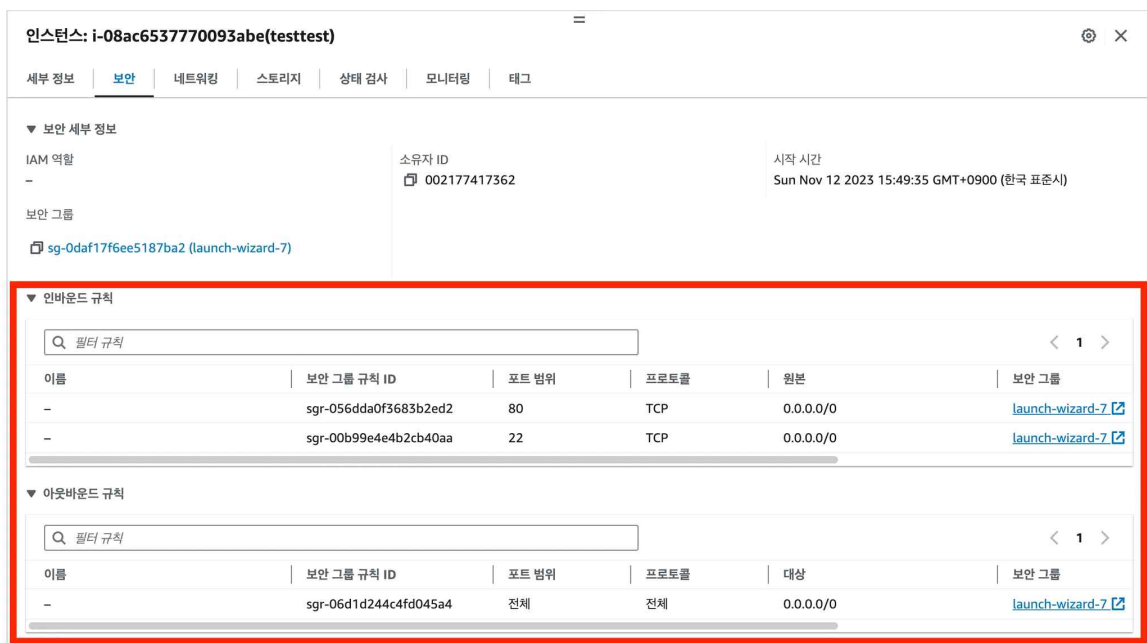 인스턴스: i-08ac6537770093abe(testtest)
세부 정보 보안 네트워킹 스토리지 상태 검사 모니터링 태그
▼ 보안 세부 정보
IAM 역할 소유자 ID 시작 시간
– 002177417362 Sun Nov 12 2023 15:49:35 GMT+0900 (한국 표준시)
보안 그룹
sg-0daf17f6ee5187ba2 (launch-wizard-7)
▼ 인바운드 규칙
필터 규칙 1
이름 보안 그룹 규칙 ID 포트 범위 프로토콜 원본 보안 그룹
– sgr-056dda0f3683b2ed2 80 TCP 0.0.0.0/0 launch-wizard-7
– sgr-00b99e4e4b2cb40aa 22 TCP 0.0.0.0/0 launch-wizard-7
▼ 아웃바운드 규칙
필터 규칙 1
이름 보안 그룹 규칙 ID 포트 범위 프로토콜 대상 보안 그룹
– sgr-06d1d244c4fd045a4 전체 전체 0.0.0.0/0 launch-wizard-7